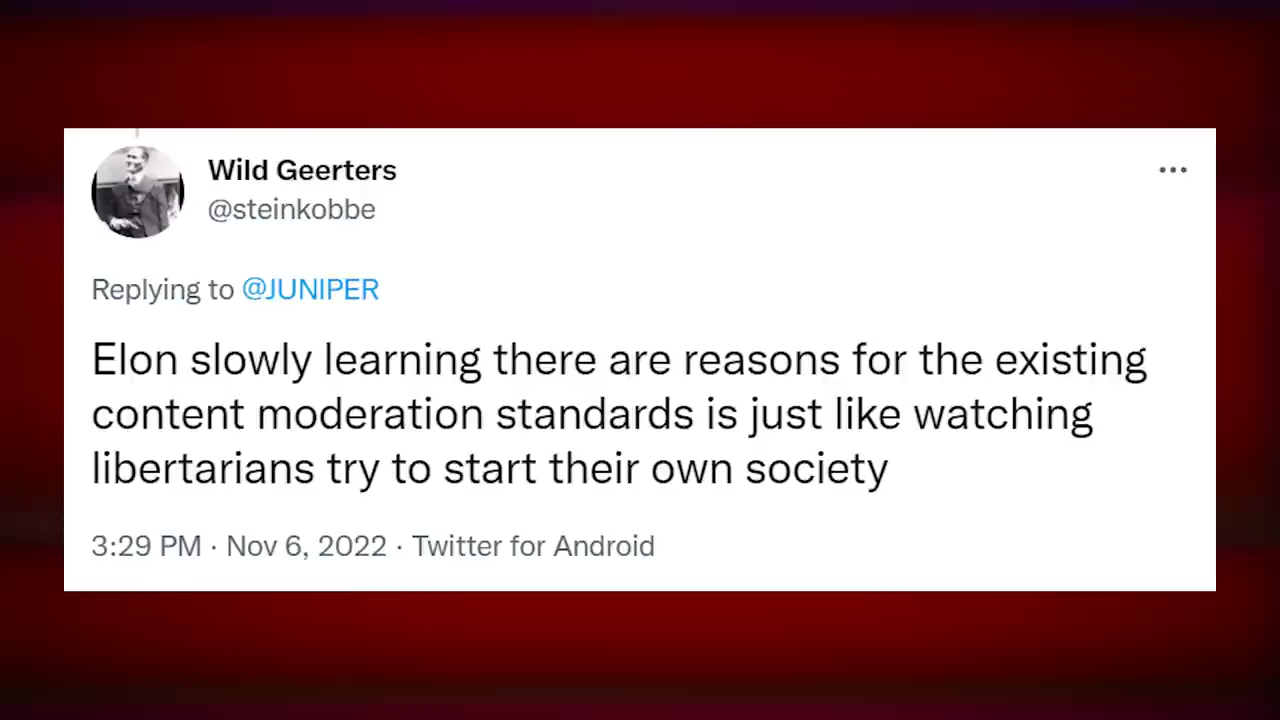 Wild Geerters
@steinkobbe
Replying to @JUNIPER
Elon slowly learning there are reasons for the existing
content moderation standards is just like watching
libertarians try to start their own society
3:29 PM · Nov 6, 2022 · Twitter for Android